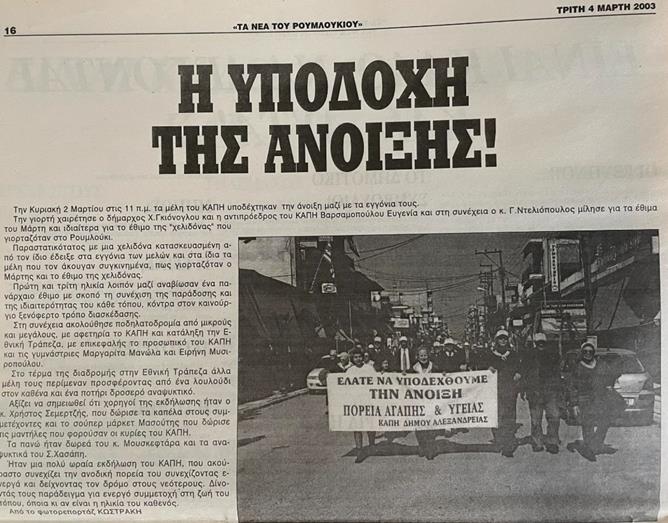 16
«ΤΑ ΝΕΑ ΤΟΥ ΡΟΥΜΛΟΥΚΙΟΥ»
ΤΡΙΤΗ 4 ΜΑΡΤΗ 2003
Η ΥΠΟΔΟΧΗ
ΤΗΣ ΑΝΟΙΞΗΣ!
Την Κυριακή 2 Μαρτίου στις 11 π.μ. τα μέλη του ΚΑΠΗ υποδέχτηκαν την άνοιξη μαζί με τα εγγόνια τους.
Την γιορτή χαιρέτησε ο δήμαρχος Χ.Γκιόνογλου και η αντιπρόεδρος του ΚΑΠΗ Βαρσαμοπούλου Ευγενία και στη συνέχεια ο κ. Γ.Ντελιόπουλος μίλησε για τα έθιμα
του Μάρτη και ιδιαίτερα για το έθιμο της "χελιδόνας" που
γιορταζόταν στο Ρουμλούκι.
Παραστατικότατος με μια χελιδόνα κατασκευασμένη α-
πό τον ίδιο έδειξε στα εγγόνια των μελών και στα ίδια τα
μέλη που τον άκουγαν συγκινημένα, πως γιορταζόταν ο
Μάρτης και το έθιμο της χελιδόνας.
Πρώτη και τρίτη ηλικία λοιπόν μαζί αναβίωσαν ένα
πανάρχαιο έθιμο με σκοπό τη συνέχιση της παράδοσης και
της ιδιαιτερότητας του κάθε τόπου, κόντρα στον καινούρ-
γιο ξενόφερτο τρόπο διασκέδασης.
Στη συνέχεια ακολούθησε ποδηλατοδρομία από μικρούς
και μεγάλους, με αφετηρία το ΚΑΠΗ και κατάληξη την Ε-
θνική Τράπεζα, με επικεφαλής το προσωπικό του ΚΑΠΗ
και τις γυμνάστριες Μαργαρίτα Μανώλα και Ειρήνη Μυσι-
ροπούλου.
Στο τέρμα της διαδρομής στην Εθνική Τράπεζα άλλα
μέλη τους περίμεναν προσφέροντας από ένα λουλούδι
στον καθένα και ένα ποτήρι δροσερό αναψυκτικό.
Αξίζει να σημειωθεί ότι χορηγοί της εκδήλωσης ήταν ο
κ. Χρήστος Σεμερτζής, που δώρισε τα καπέλα στους συμ-
μετέχοντες και το σούπερ μάρκετ Μασούτης που δώρισε
τις μαντήλες που φορούσαν οι κυρίες του ΚΑΠΗ.
Τα πανώ ήταν δωρεά του κ. Μουσκεφτάρα και τα ανα-
ψυκτικά του Σ.Χασάπη.
Ήταν μια πολύ ωραία εκδήλωση του ΚΑΠΗ, που ακού-
ραστο συνεχίζει την ανοδική πορεία του συνεχίζοντας ε-
νεργά και δείχνοντας τον δρόμο στους νεότερους. Δίνο-
ντάς τους παράδειγμα για ενεργό συμμετοχή στη ζωή του
τόπου, όποια κι αν είναι η ηλικία του καθενός.
Από το φωτορεπορτάζ ΚΩΣΤΡΑΚΗ
ΕΛΑΤΕ ΝΑ ΥΠΟΔΕΧΘΟΥΜΕ
ΤΗΝ ΑΝΟΙΞΗ
ΠΟΡΕΙΑ ΑΓΑΠΗΣ & ΥΓΕΙΑΣ
ΚΑΠΗ ΔΗΜΟΥ ΑΛΕΞΑΝΔΡΕΙΑΣ